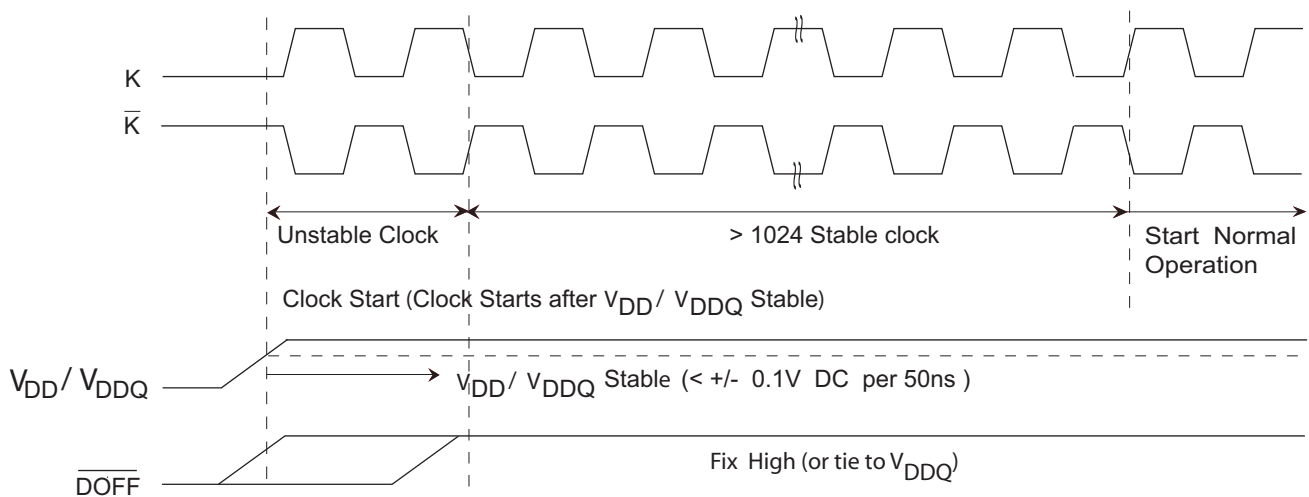 K
K̅
Unstable Clock
> 1024 Stable clock
Start Normal
Operation
Clock Start (Clock Starts after VDD / VDDQ Stable)
VDD / VDDQ
VDD / VDDQ Stable (< +/- 0.1V DC per 50ns )
D̅O̅F̅F̅
Fix High (or tie to VDDQ)